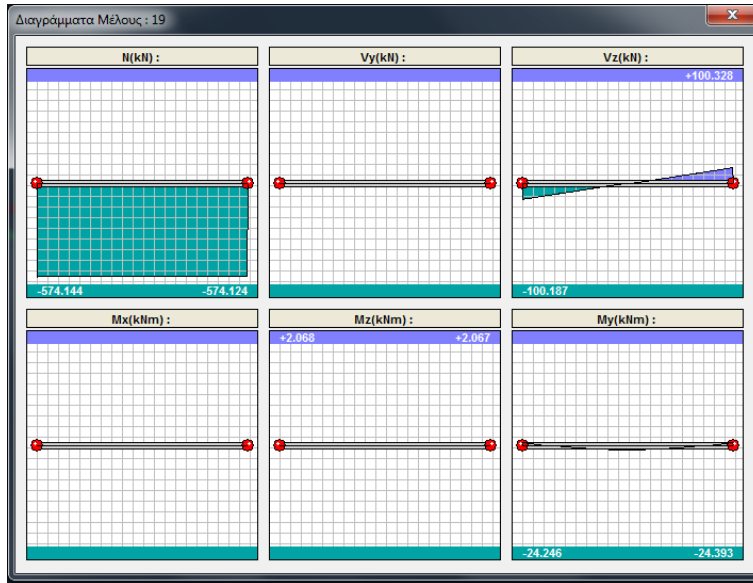 Διαγράμματα Μέλους : 19
x
N(kN) :
Vy(kN) :
Vz(kN) :
+100.328
-574.144 -574.124
-100.187
Mx(kNm) :
Mz(kNm) :
My(kNm) :
+2.068 +2.067
-24.246 -24.393